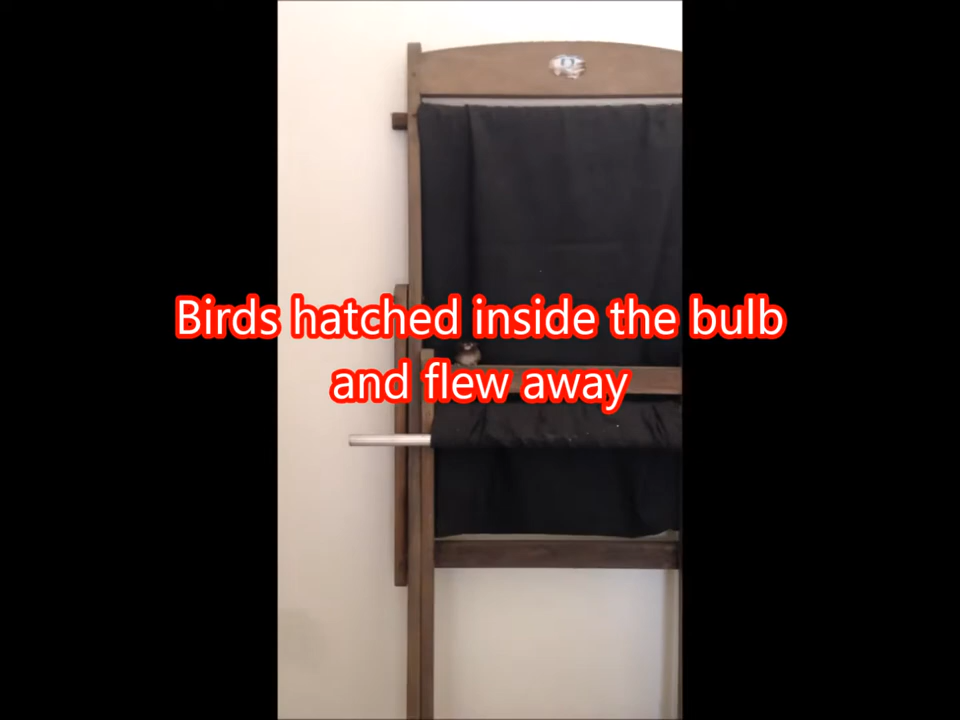 Birds hatched inside the bulb
and flew away